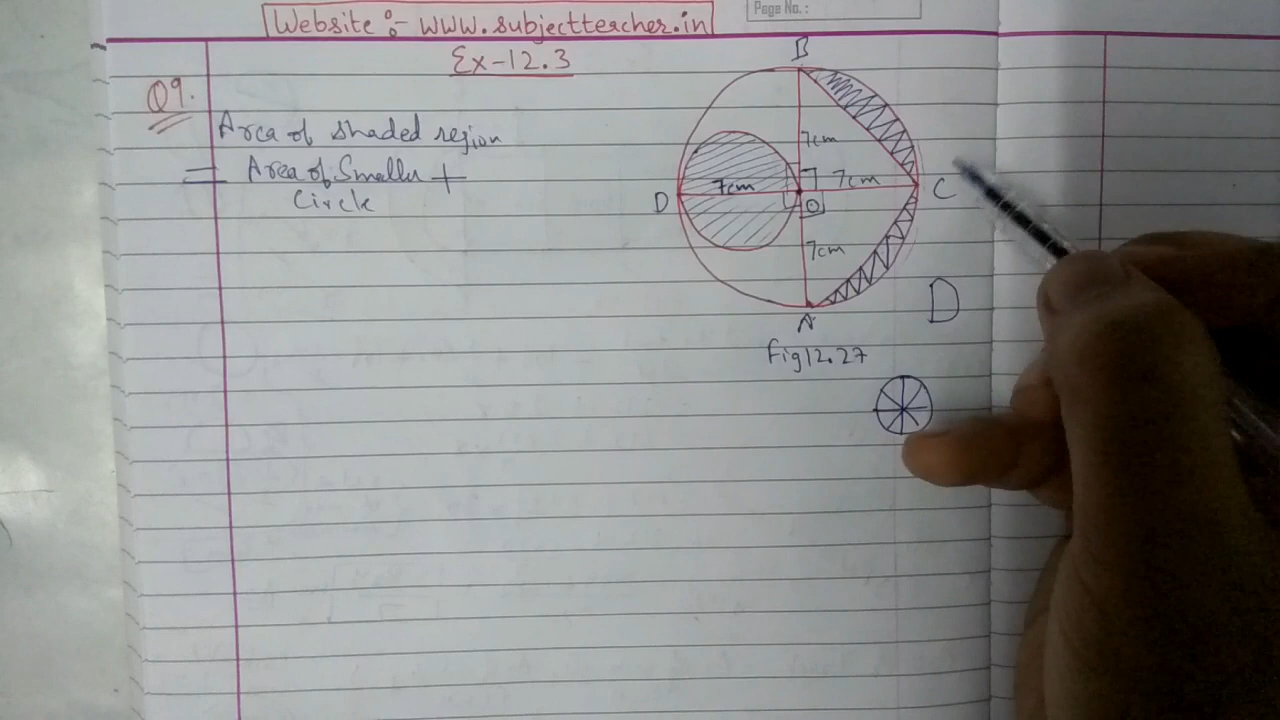 Website :- www.subjectteacher.in
Page No. :
Ex-12.3
Q9.
Area of shaded region
= Area of Smaller +
Circle
B
7cm
7cm
7cm
D
O
C
7cm
A
D
Fig 12.27